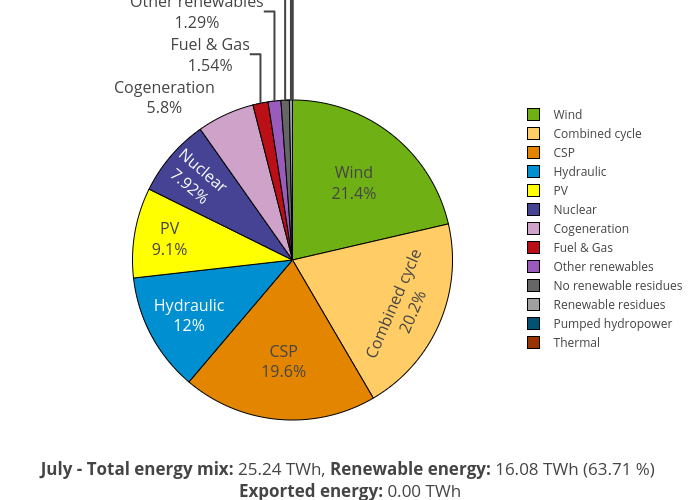 Other renewables
1.29%
Fuel & Gas
1.54%
Cogeneration
5.8%
Nuclear
7.92%
PV
9.1%
Hydraulic
12%
CSP
19.6%
Combined cycle
20.2%
Wind
21.4%
Wind
Combined cycle
CSP
Hydraulic
PV
Nuclear
Cogeneration
Fuel & Gas
Other renewables
No renewable residues
Renewable residues
Pumped hydropower
Thermal
July - Total energy mix: 25.24 TWh, Renewable energy: 16.08 TWh (63.71 %)
Exported energy: 0.00 TWh